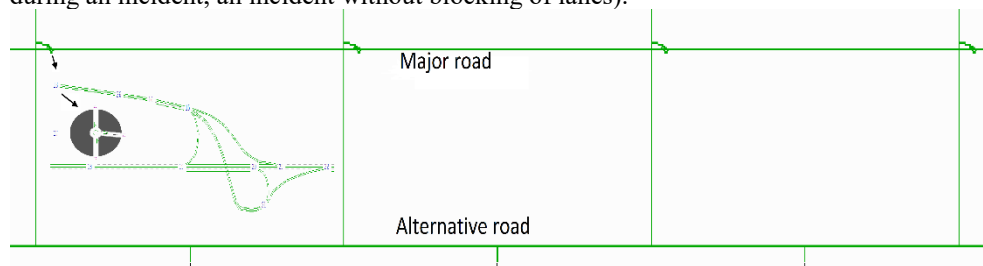 during an incident, an incident without blocking of lanes).
Major road
Alternative road